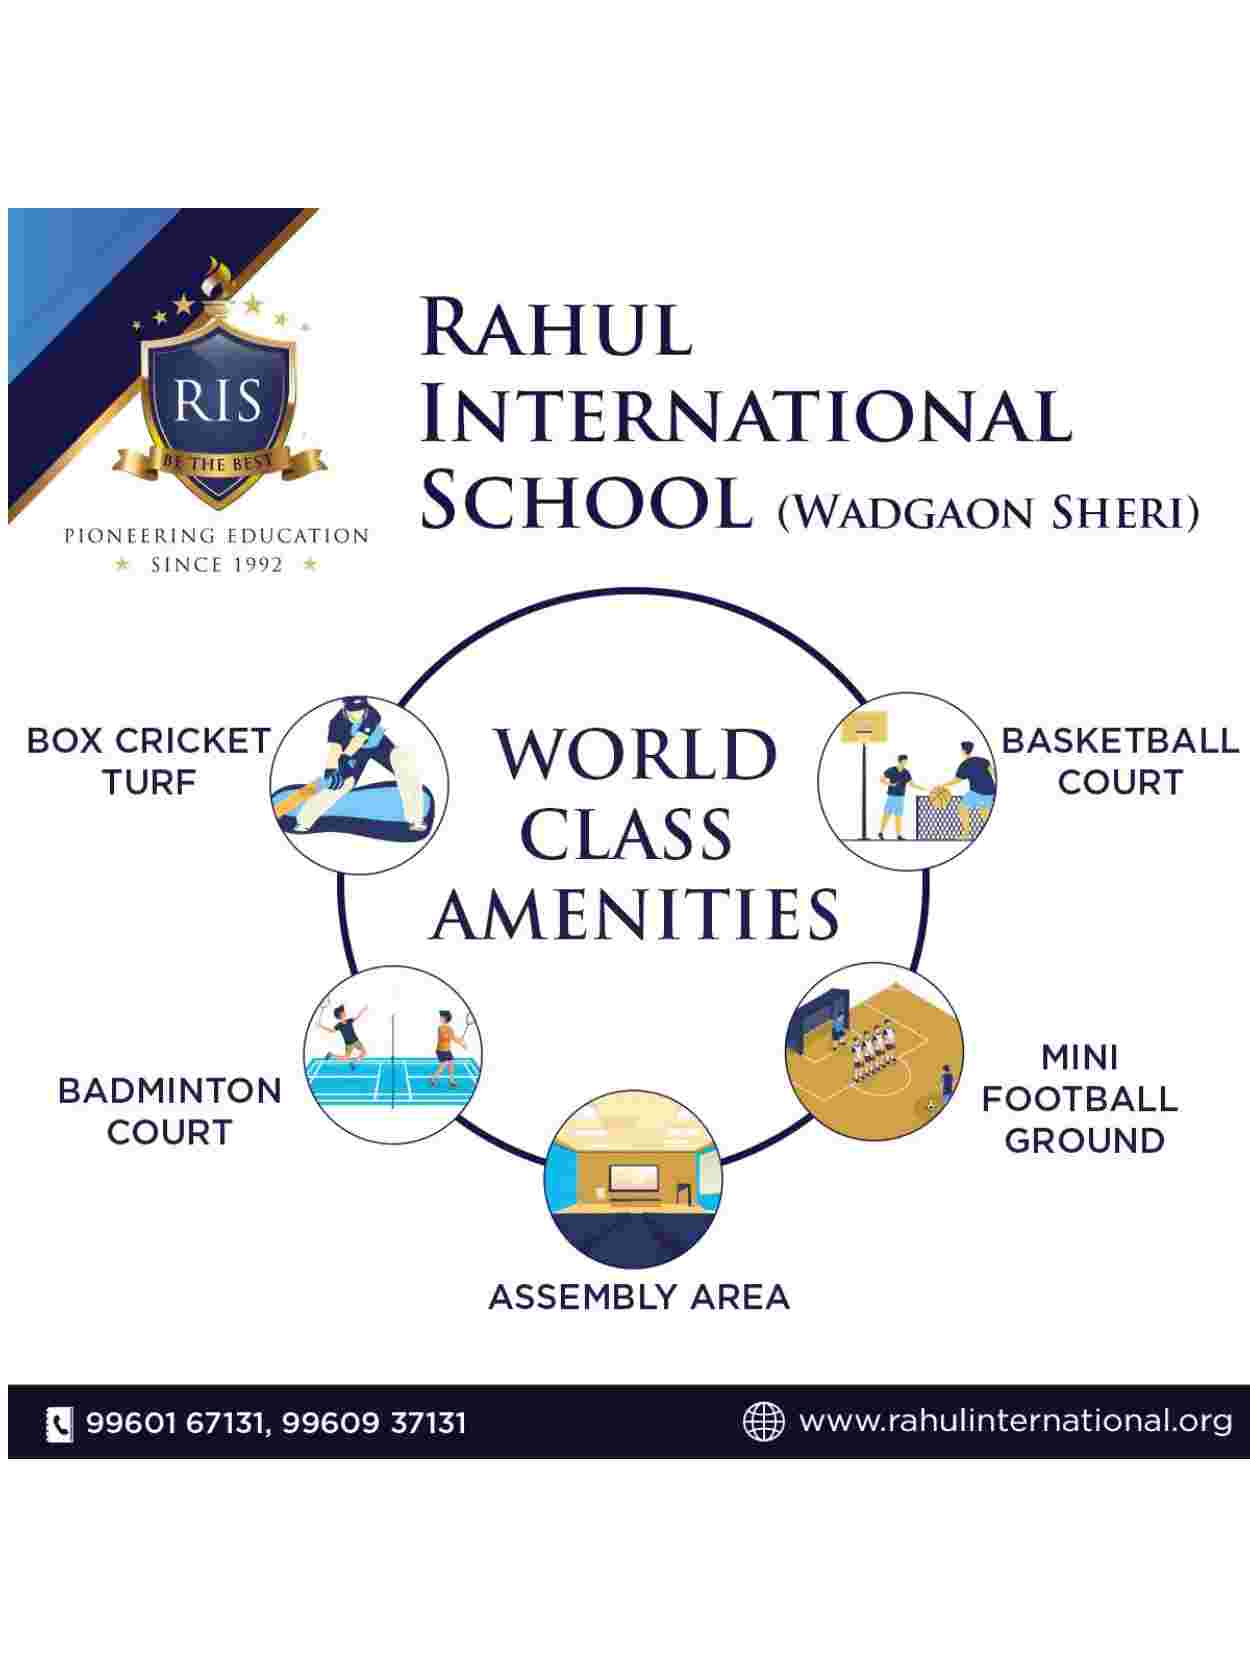 RIS
BE THE BEST
PIONEERING EDUCATION
SINCE 1992
RAHUL
INTERNATIONAL
SCHOOL (WADGAON SHERI)
WORLD
CLASS
AMENITIES
BOX CRICKET
TURF
BASKETBALL
COURT
BADMINTON
COURT
MINI
FOOTBALL
GROUND
ASSEMBLY AREA
99601 67131, 99609 37131
www.rahulinternational.org